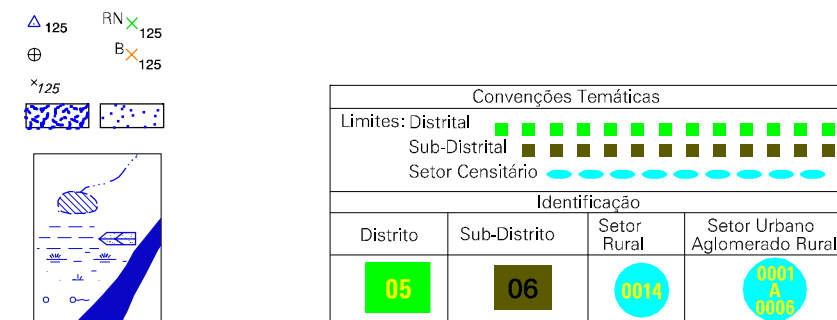 125
RN
125
B
125
125
Convenções Temáticas
Limites: Distrital
Sub-Distrital
Setor Censitário
Identificação
Distrito
Sub-Distrito
Setor
Rural
Setor Urbano
Aglomerado Rural
05
06
0014
0001
A
0006